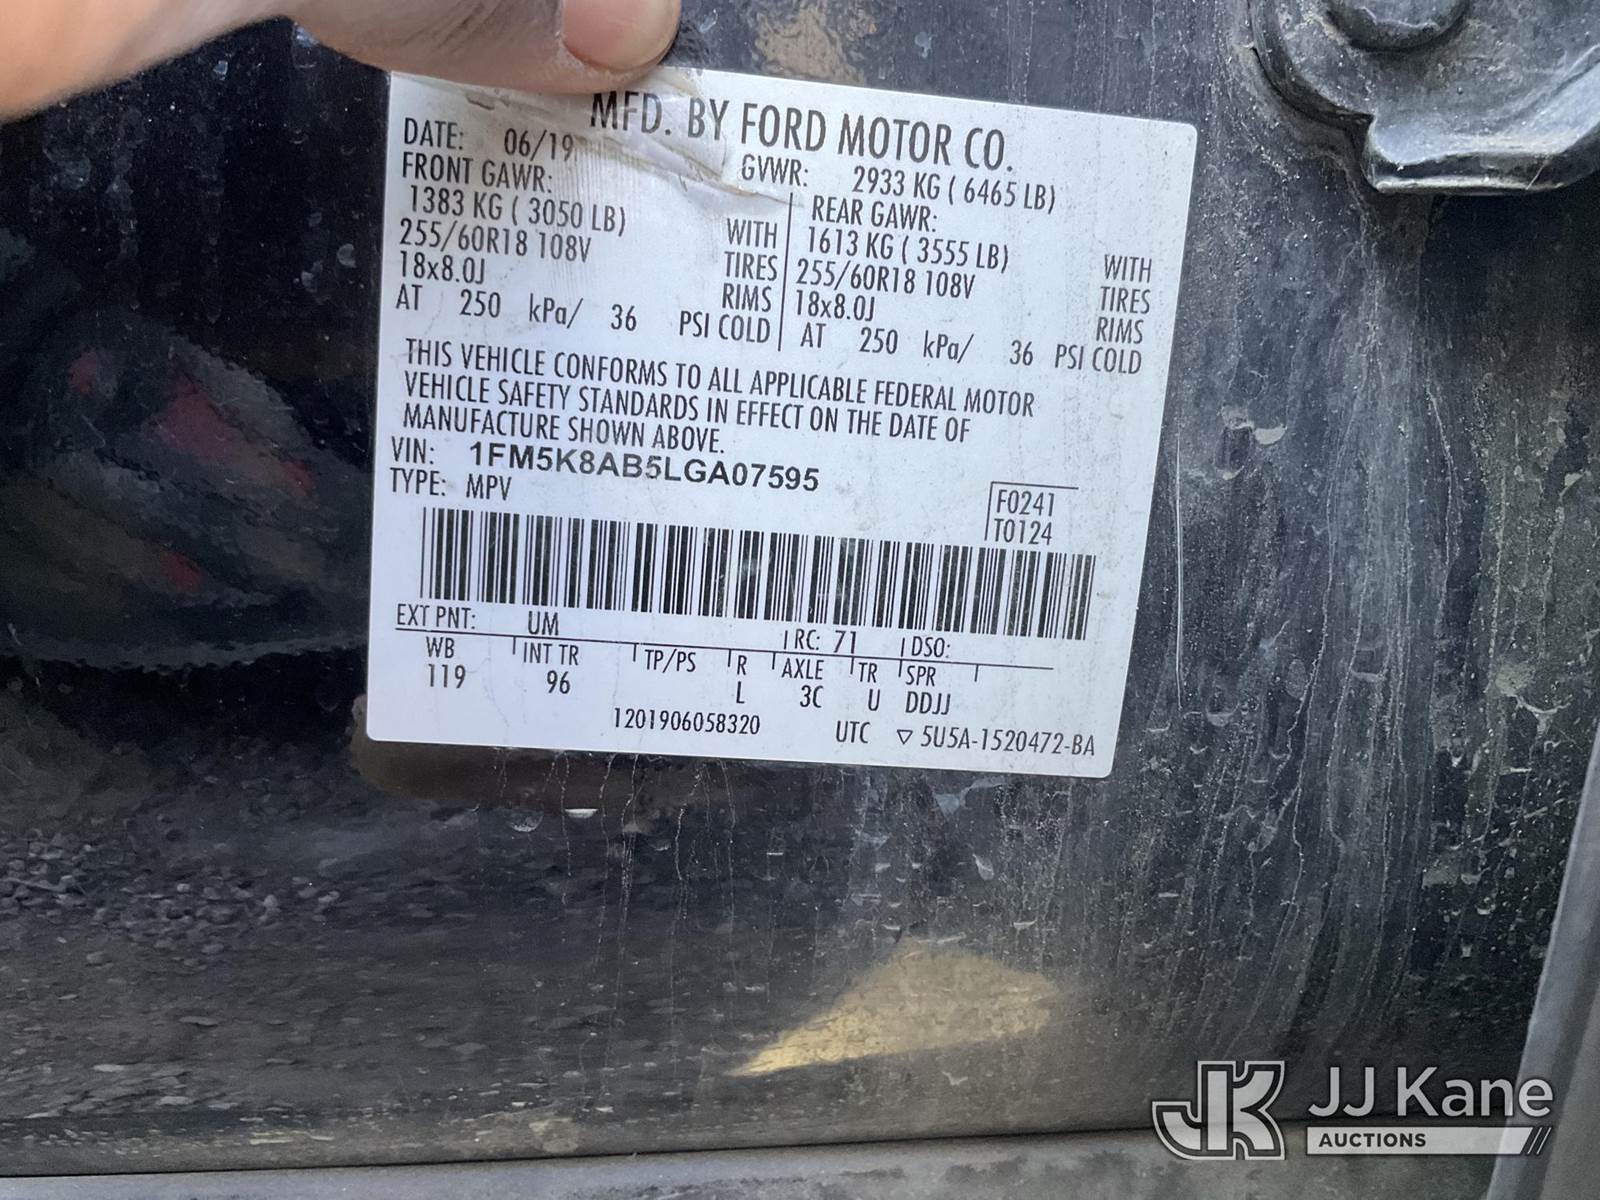 MFD. BY FORD MOTOR CO.
DATE: 06/19 GVWR: 2933 KG ( 6465 LB)
FRONT GAWR: REAR GAWR:
1383 KG ( 3050 LB) WITH 1613 KG ( 3555 LB) WITH
255/60R18 108V TIRES 255/60R18 108V TIRES
18x8.0J RIMS 18x8.0J RIMS
AT 250 kPa/ 36 PSI COLD AT 250 kPa/ 36 PSI COLD
THIS VEHICLE CONFORMS TO ALL APPLICABLE FEDERAL MOTOR
VEHICLE SAFETY STANDARDS IN EFFECT ON THE DATE OF
MANUFACTURE SHOWN ABOVE.
VIN: 1FM5K8AB5LGA07595
TYPE: MPV
F0241
T0124
EXT PNT: UM RC: 71 DSO:
WB INT TR TP/PS R AXLE TR SPR
119 96 L 3C U DDJJ
1201906058320 UTC ▽ 5U5A-1520472-BA
JK JJ Kane
AUCTIONS